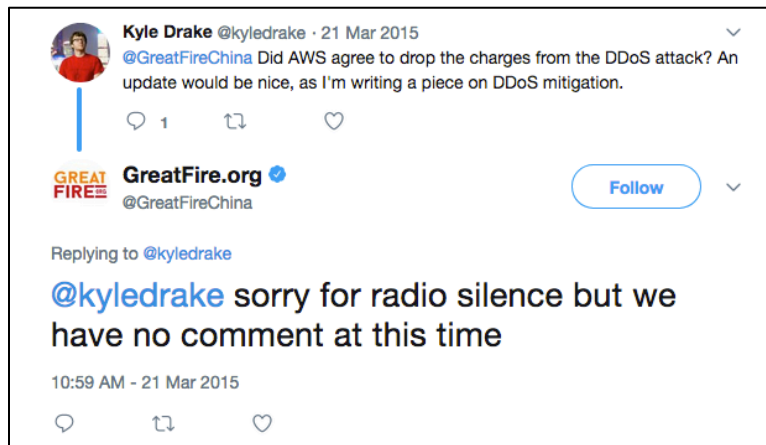 Kyle Drake @kyledrake · 21 Mar 2015
@GreatFireChina Did AWS agree to drop the charges from the DDoS attack? An
update would be nice, as I'm writing a piece on DDoS mitigation.
1
GREAT
FIRE ORG
GreatFire.org
@GreatFireChina
Follow
Replying to @kyledrake
@kyledrake sorry for radio silence but we
have no comment at this time
10:59 AM - 21 Mar 2015